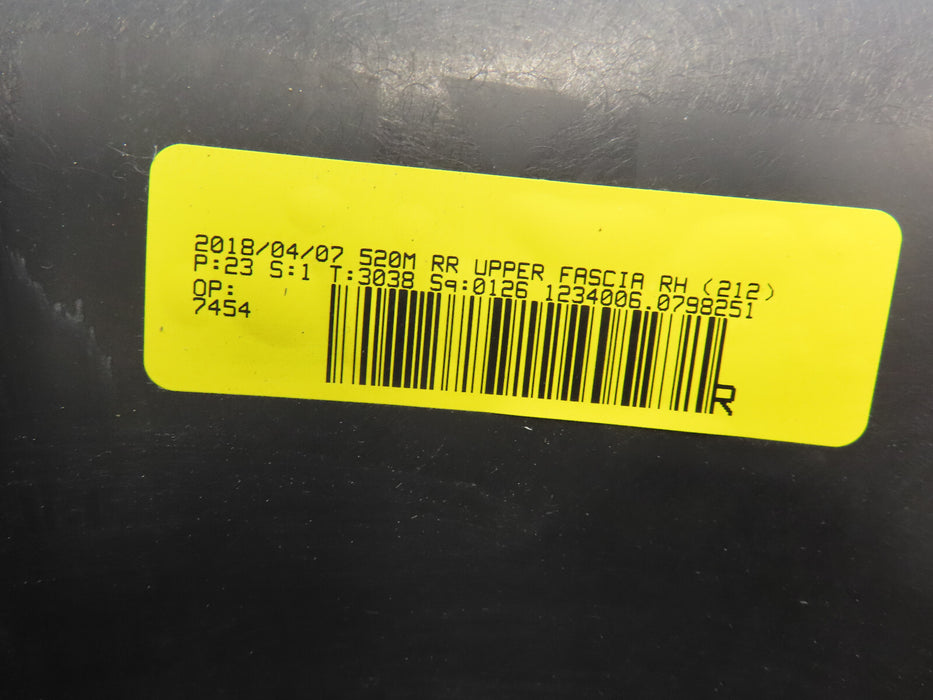 2018/04/07 520M RR UPPER FASCIA RH (212)
P:23 S:1 T:3038 Sq:0126 1234006.0798251
OP:
7454
R